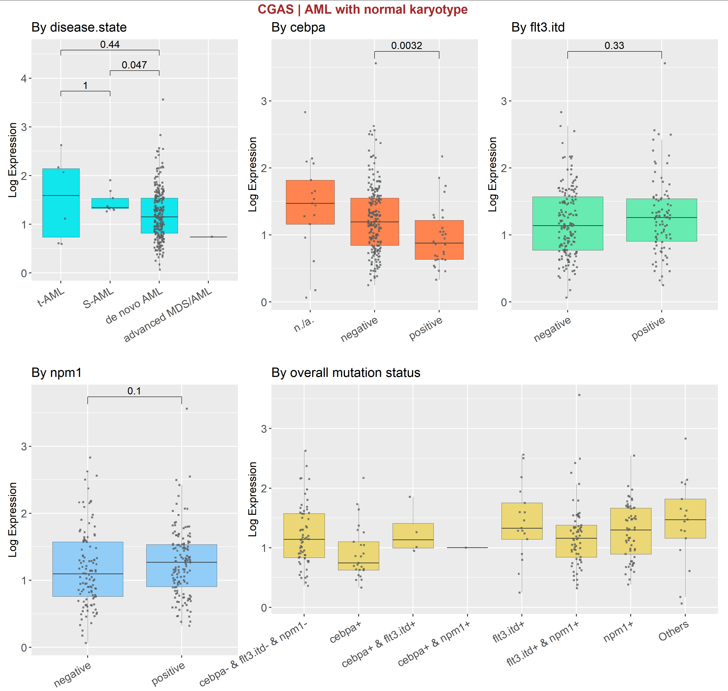 CGAS | AML with normal karyotype
By disease.state
Log Expression
4
3
2
1
0
0.44
0.047
1
t-AML
S-AML
de novo AML
advanced MDS/AML
By cebpa
Log Expression
3
2
1
0
0.0032
n./a.
negative
positive
By flt3.itd
Log Expression
3
2
1
0
0.33
negative
positive
By npm1
Log Expression
3
2
1
0
0.1
negative
positive
By overall mutation status
Log Expression
3
2
1
0
cebpa- & flt3.itd- & npm1-
cebpa+
cebpa+ & flt3.itd+
cebpa+ & npm1+
flt3.itd+
flt3.itd+ & npm1+
npm1+
Others